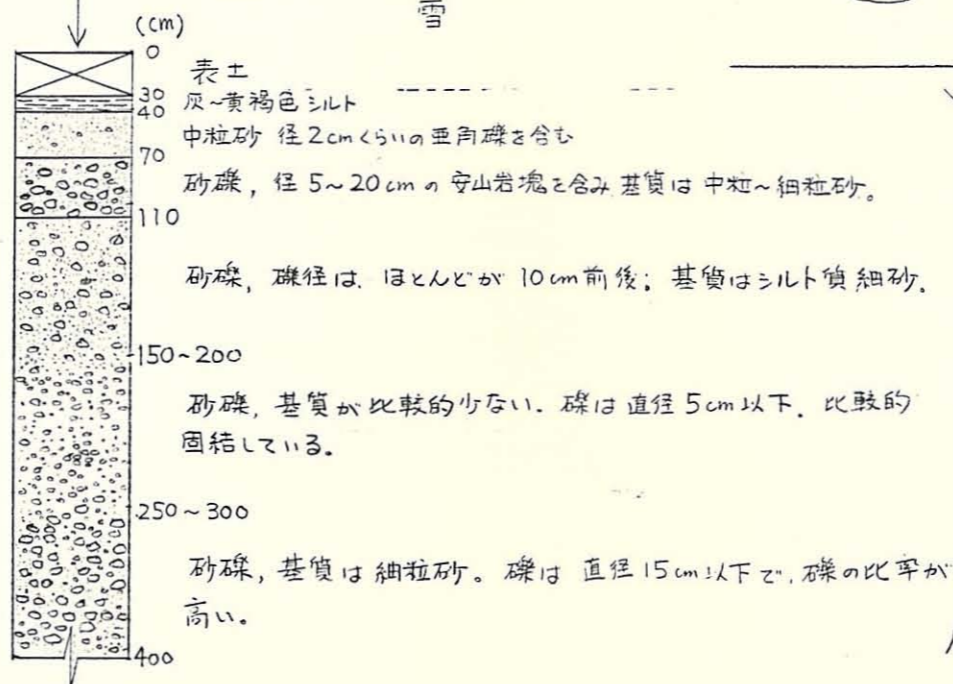 雪
(cm)
0
表土
30
灰~黄褐色シルト
40
中粒砂 径2cmくらいの亜角礫を含む
70
砂礫, 径5~20cmの安山岩塊を含み基質は中粒~細粒砂。
110
砂礫, 礫径は、ほとんどが10cm前後; 基質はシルト質細砂.
150~200
砂礫, 基質が比較的少ない. 礫は直径5cm以下. 比較的
固結している。
250~300
砂礫, 基質は細粒砂。礫は直径15cm以下で、礫の比率が
高い。
400